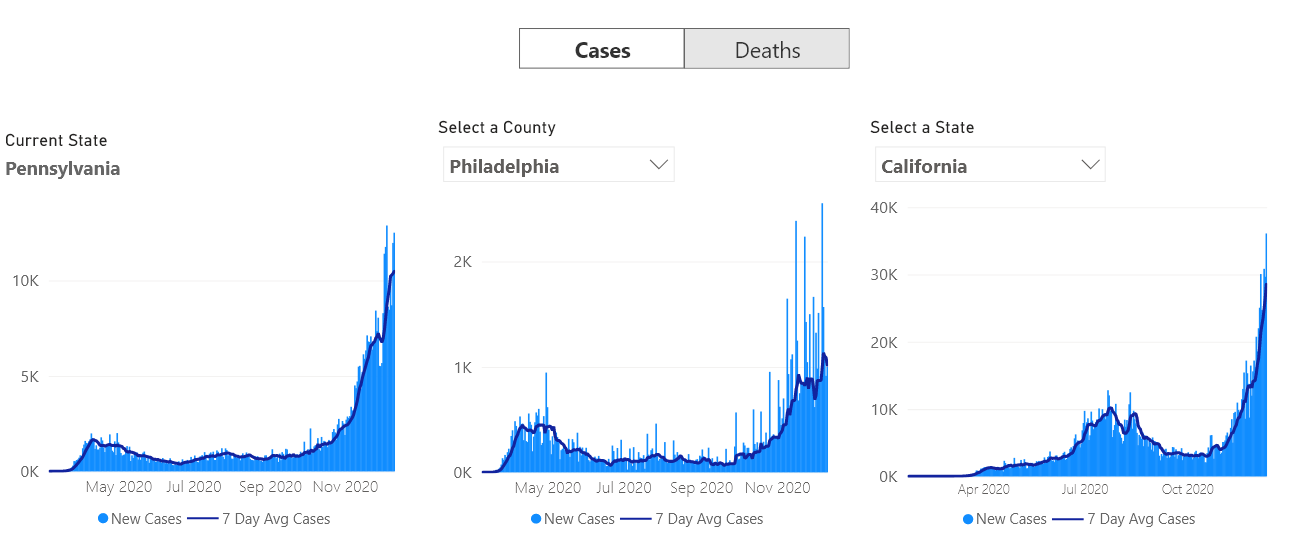 Cases
Deaths
Current State
Pennsylvania
10K
5K
0K
May 2020 Jul 2020 Sep 2020 Nov 2020
New Cases 7 Day Avg Cases
Select a County
Philadelphia
2K
1K
0K
May 2020 Jul 2020 Sep 2020 Nov 2020
New Cases 7 Day Avg Cases
Select a State
California
40K
30K
20K
10K
0K
Apr 2020 Jul 2020 Oct 2020
New Cases 7 Day Avg Cases